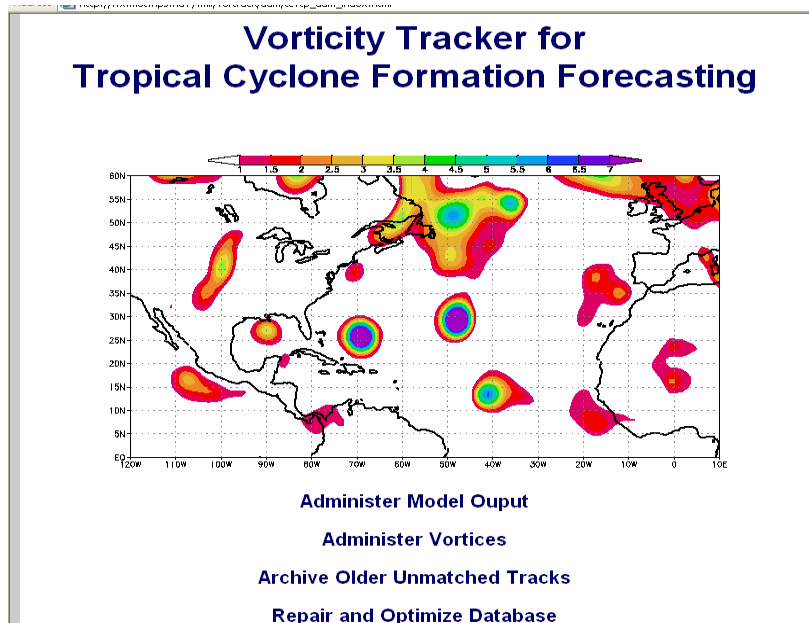 Vorticity Tracker for
Tropical Cyclone Formation Forecasting
1 1.5 2 2.5 3 3.5 4 4.5 5 5.5 6 6.5 7
60N
55N
50N
45N
40N
35N
30N
25N
20N
15N
10N
5N
EQ
120W 110W 100W 90W 80W 70W 60W 50W 40W 30W 20W 10W 0 10E
Administer Model Ouput
Administer Vortices
Archive Older Unmatched Tracks
Repair and Optimize Database